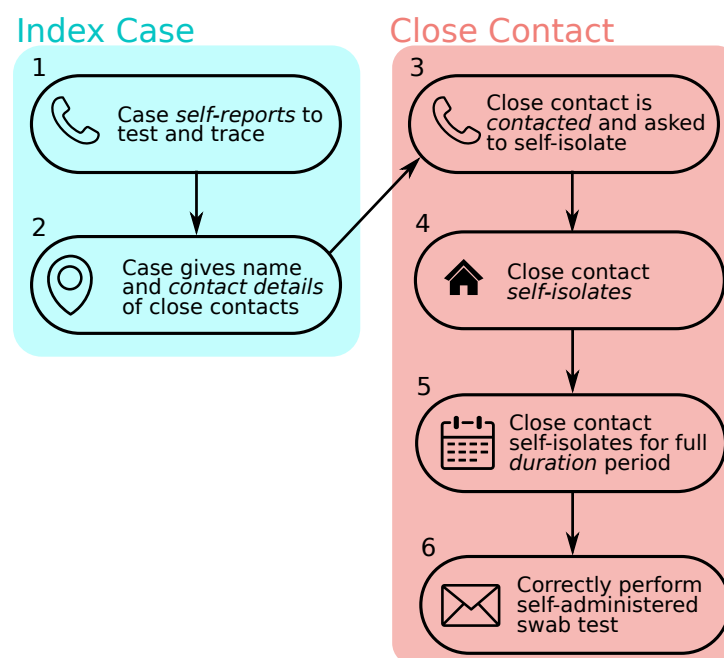 Index Case
1
Case self-reports to
test and trace
2
Case gives name
and contact details
of close contacts
Close Contact
3
Close contact is
contacted and asked
to self-isolate
4
Close contact
self-isolates
5
Close contact
self-isolates for full
duration period
6
Correctly perform
self-administered
swab test